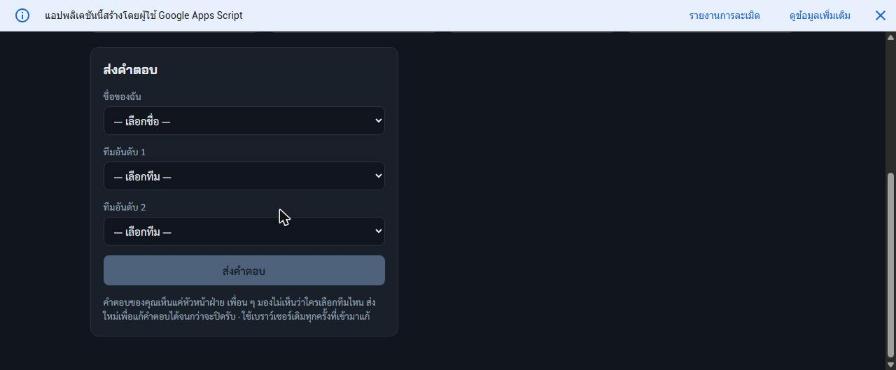 แอปพลิเคชันนี้สร้างโดยผู้ใช้ Google Apps Script
รายงานการละเมิด
ดูข้อมูลเพิ่มเติม
ส่งคำตอบ
ชื่อของฉัน
— เลือกชื่อ —
ทีมอันดับ 1
— เลือกทีม —
ทีมอันดับ 2
— เลือกทีม —
ส่งคำตอบ
คำตอบของคุณเห็นแค่หัวหน้าฝ่าย เพื่อน ๆ มองไม่เห็นว่าใครเลือกทีมไหน ส่ง
ใหม่เพื่อแก้คำตอบได้จนกว่าจะปิดรับ · ใช้เบราว์เซอร์เดิมทุกครั้งที่เข้ามาแก้